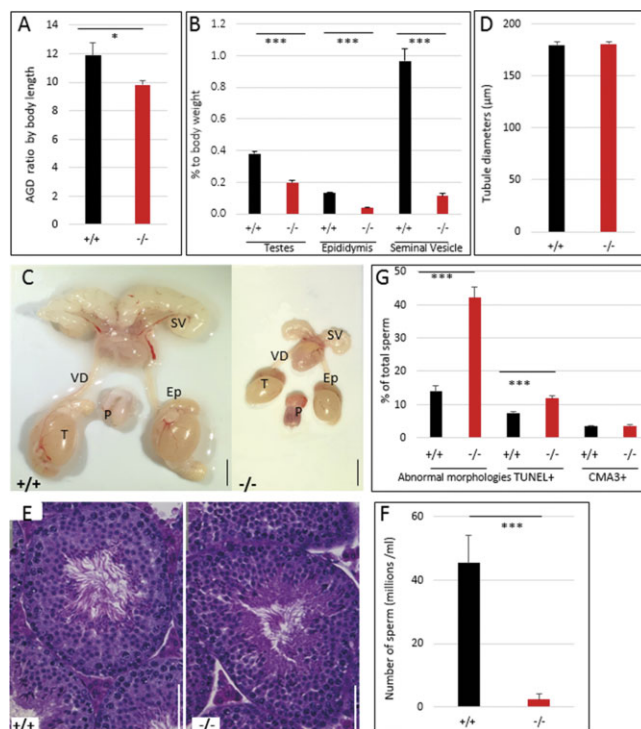 A
AGD ratio by body length
14
12
10
8
6
4
2
0
*
+/+
-/-
B
% to body weight
1.2
1.0
0.8
0.6
0.4
0.2
0.0
***
***
***
+/+
-/-
+/+
-/-
+/+
-/-
Testes
Epididymis
Seminal Vesicle
D
Tubule diameters (μm)
200
150
100
50
0
+/+
-/-
C
SV
VD
Ep
T
P
+/+
SV
VD
T
Ep
P
-/-
G
% of total sperm
50
40
30
20
10
0
***
***
+/+
-/-
+/+
-/-
+/+
-/-
Abnormal morphologies TUNEL+
CMA3+
E
+/+
-/-
F
Number of sperm (millions /ml)
60
40
20
0
***
+/+
-/-